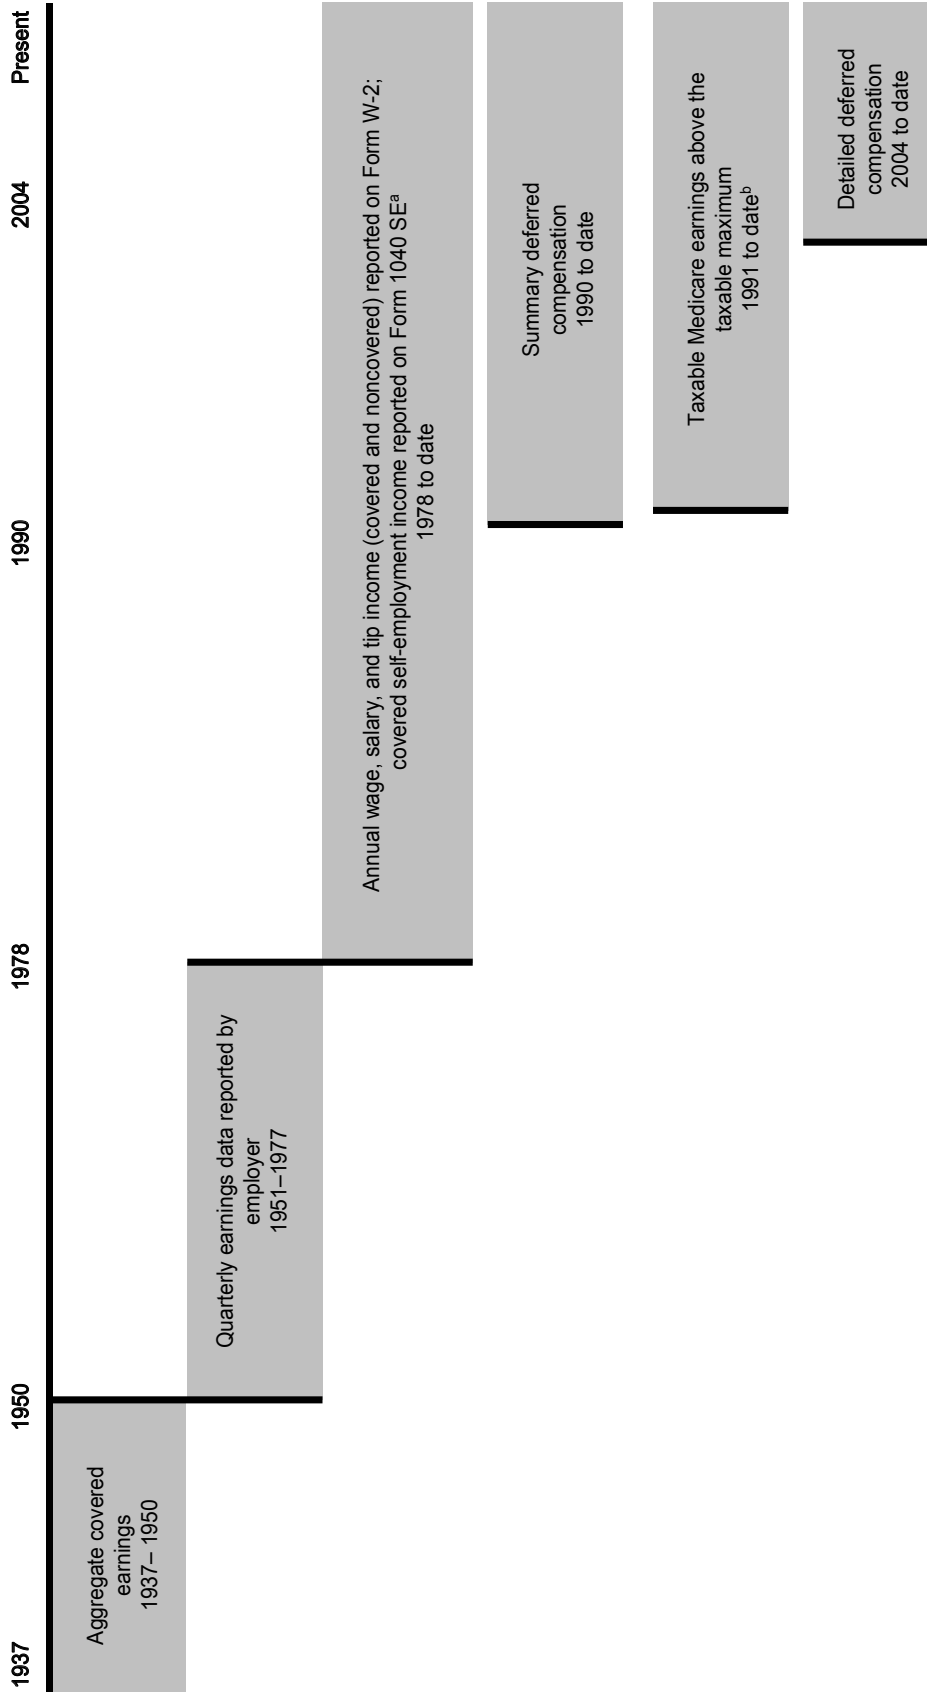 1937
1950
1978
1990
2004
Present
Aggregate covered
earnings
1937– 1950
Quarterly earnings data reported by
employer
1951–1977
Annual wage, salary, and tip income (covered and noncovered) reported on Form W-2;
covered self-employment income reported on Form 1040 SEa
1978 to date
Summary deferred
compensation
1990 to date
Taxable Medicare earnings above the
taxable maximum
1991 to dateb
Detailed deferred
compensation
2004 to date